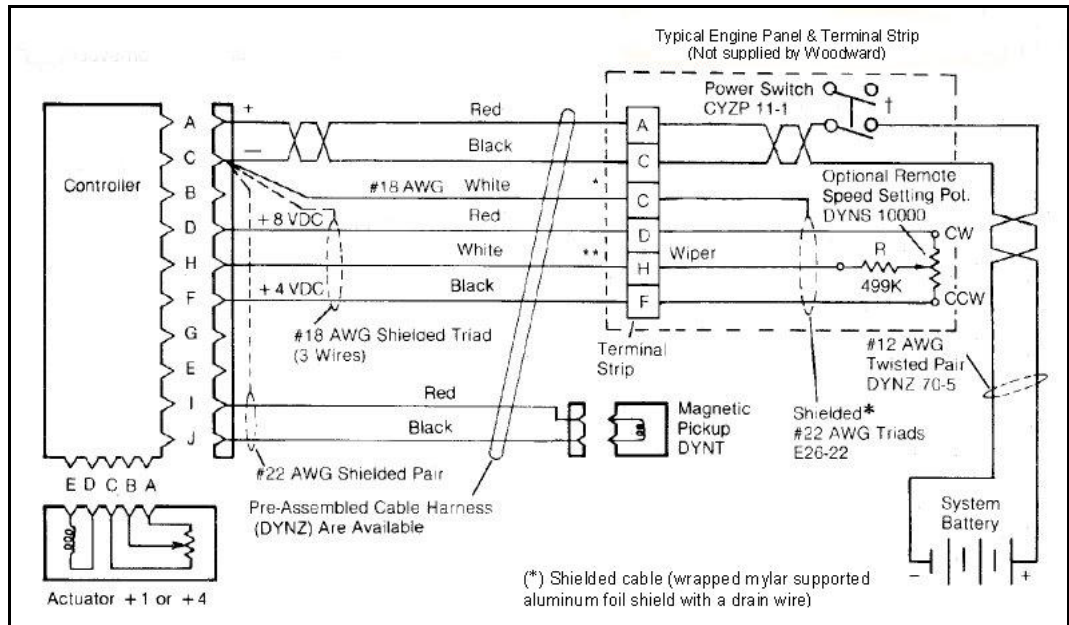 Typical Engine Panel & Terminal Strip
(Not supplied by Woodward)
Power Switch
CYZP 11-1
†
Controller
A
C
B
D
H
F
G
E
I
J
+
—
Red
Black
#18 AWG White *
+ 8 VDC Red
White **
+ 4 VDC Black
#18 AWG Shielded Triad
(3 Wires)
A
C
C
D
H
F
Terminal
Strip
Wiper
R
499K
Optional Remote
Speed Setting Pot.
DYNS 10000
CW
CCW
#12 AWG
Twisted Pair
DYNZ 70-5
Red
Black
Magnetic
Pickup
DYNT
Shielded*
#22 AWG Triads
E26-22
#22 AWG Shielded Pair
Pre-Assembled Cable Harness
(DYNZ) Are Available
E D C B A
Actuator +1 or +4
System
Battery
- +
(*) Shielded cable (wrapped mylar supported
aluminum foil shield with a drain wire)